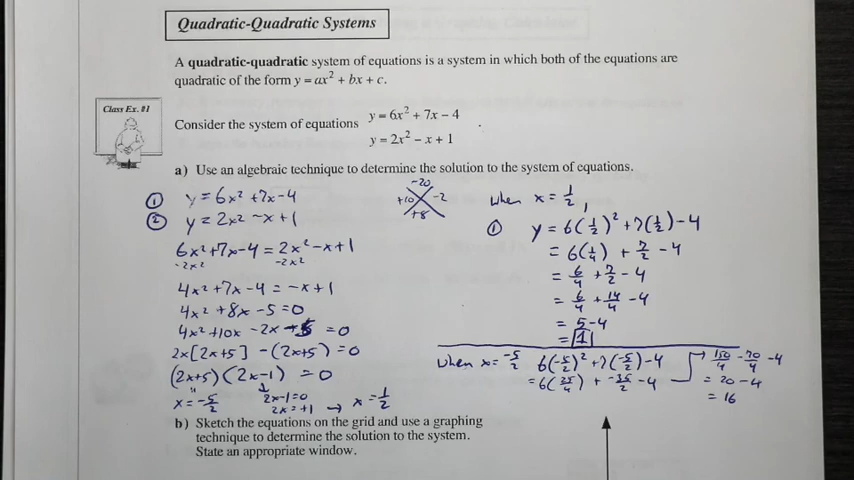 Quadratic-Quadratic Systems
A quadratic-quadratic system of equations is a system in which both of the equations are
quadratic of the form y = ax² + bx + c.
Class Ex. #1
Consider the system of equations
y = 6x² + 7x − 4
y = 2x² − x + 1
a) Use an algebraic technique to determine the solution to the system of equations.
① y = 6x² + 7x − 4
② y = 2x² − x + 1
6x² + 7x − 4 = 2x² − x + 1
−2x² −2x²
4x² + 7x − 4 = −x + 1
4x² + 8x − 5 = 0
4x² + 10x − 2x − 5 = 0
2x[2x+5] − (2x+5) = 0
(2x+5)(2x−1) = 0
x = −5/2
2x−1=0
2x = +1 → x = 1/2
−20
+10 −2
+8
when x = 1/2,
① y = 6(1/2)² + 7(1/2) − 4
= 6(1/4) + 7/2 − 4
= 6/4 + 7/2 − 4
= 6/4 + 14/4 − 4
= 5 − 4
= 1
when x = −5/2 6(−5/2)² + 7(−5/2) − 4
= 6(25/4) + −35/2 − 4
→ 150/4 − 70/4 − 4
= 20 − 4
= 16
b) Sketch the equations on the grid and use a graphing
technique to determine the solution to the system.
State an appropriate window.